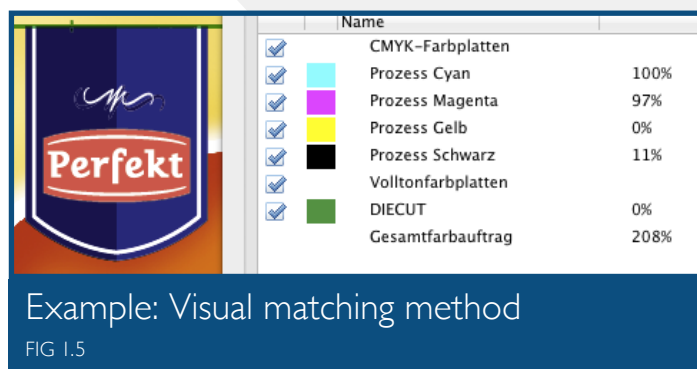 Name
CMYK-Farbplatten
Prozess Cyan 100%
Prozess Magenta 97%
Prozess Gelb 0%
Prozess Schwarz 11%
Volltonfarbplatten
DIECUT 0%
Gesamtfarbauftrag 208%
Perfekt
Example: Visual matching method
FIG 1.5